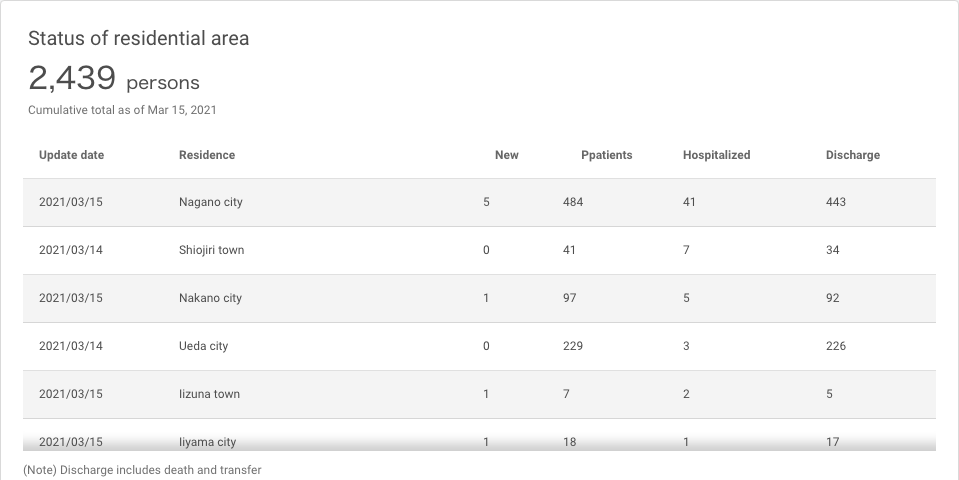 Status of residential area
2,439 persons
Cumulative total as of Mar 15, 2021
Update date Residence New Ppatients Hospitalized Discharge
2021/03/15 Nagano city 5 484 41 443
2021/03/14 Shiojiri town 0 41 7 34
2021/03/15 Nakano city 1 97 5 92
2021/03/14 Ueda city 0 229 3 226
2021/03/15 Iizuna town 1 7 2 5
2021/03/15 Iiyama city 1 18 1 17
(Note) Discharge includes death and transfer